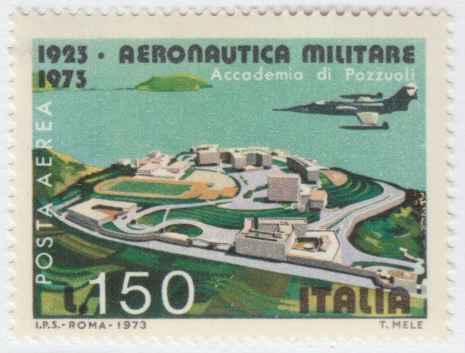 1923 · AERONAUTICA MILITARE
1973
Accademia di Pozzuoli
POSTA AEREA
L.150
ITALIA
I.P.S.-ROMA-1973
T. MELE